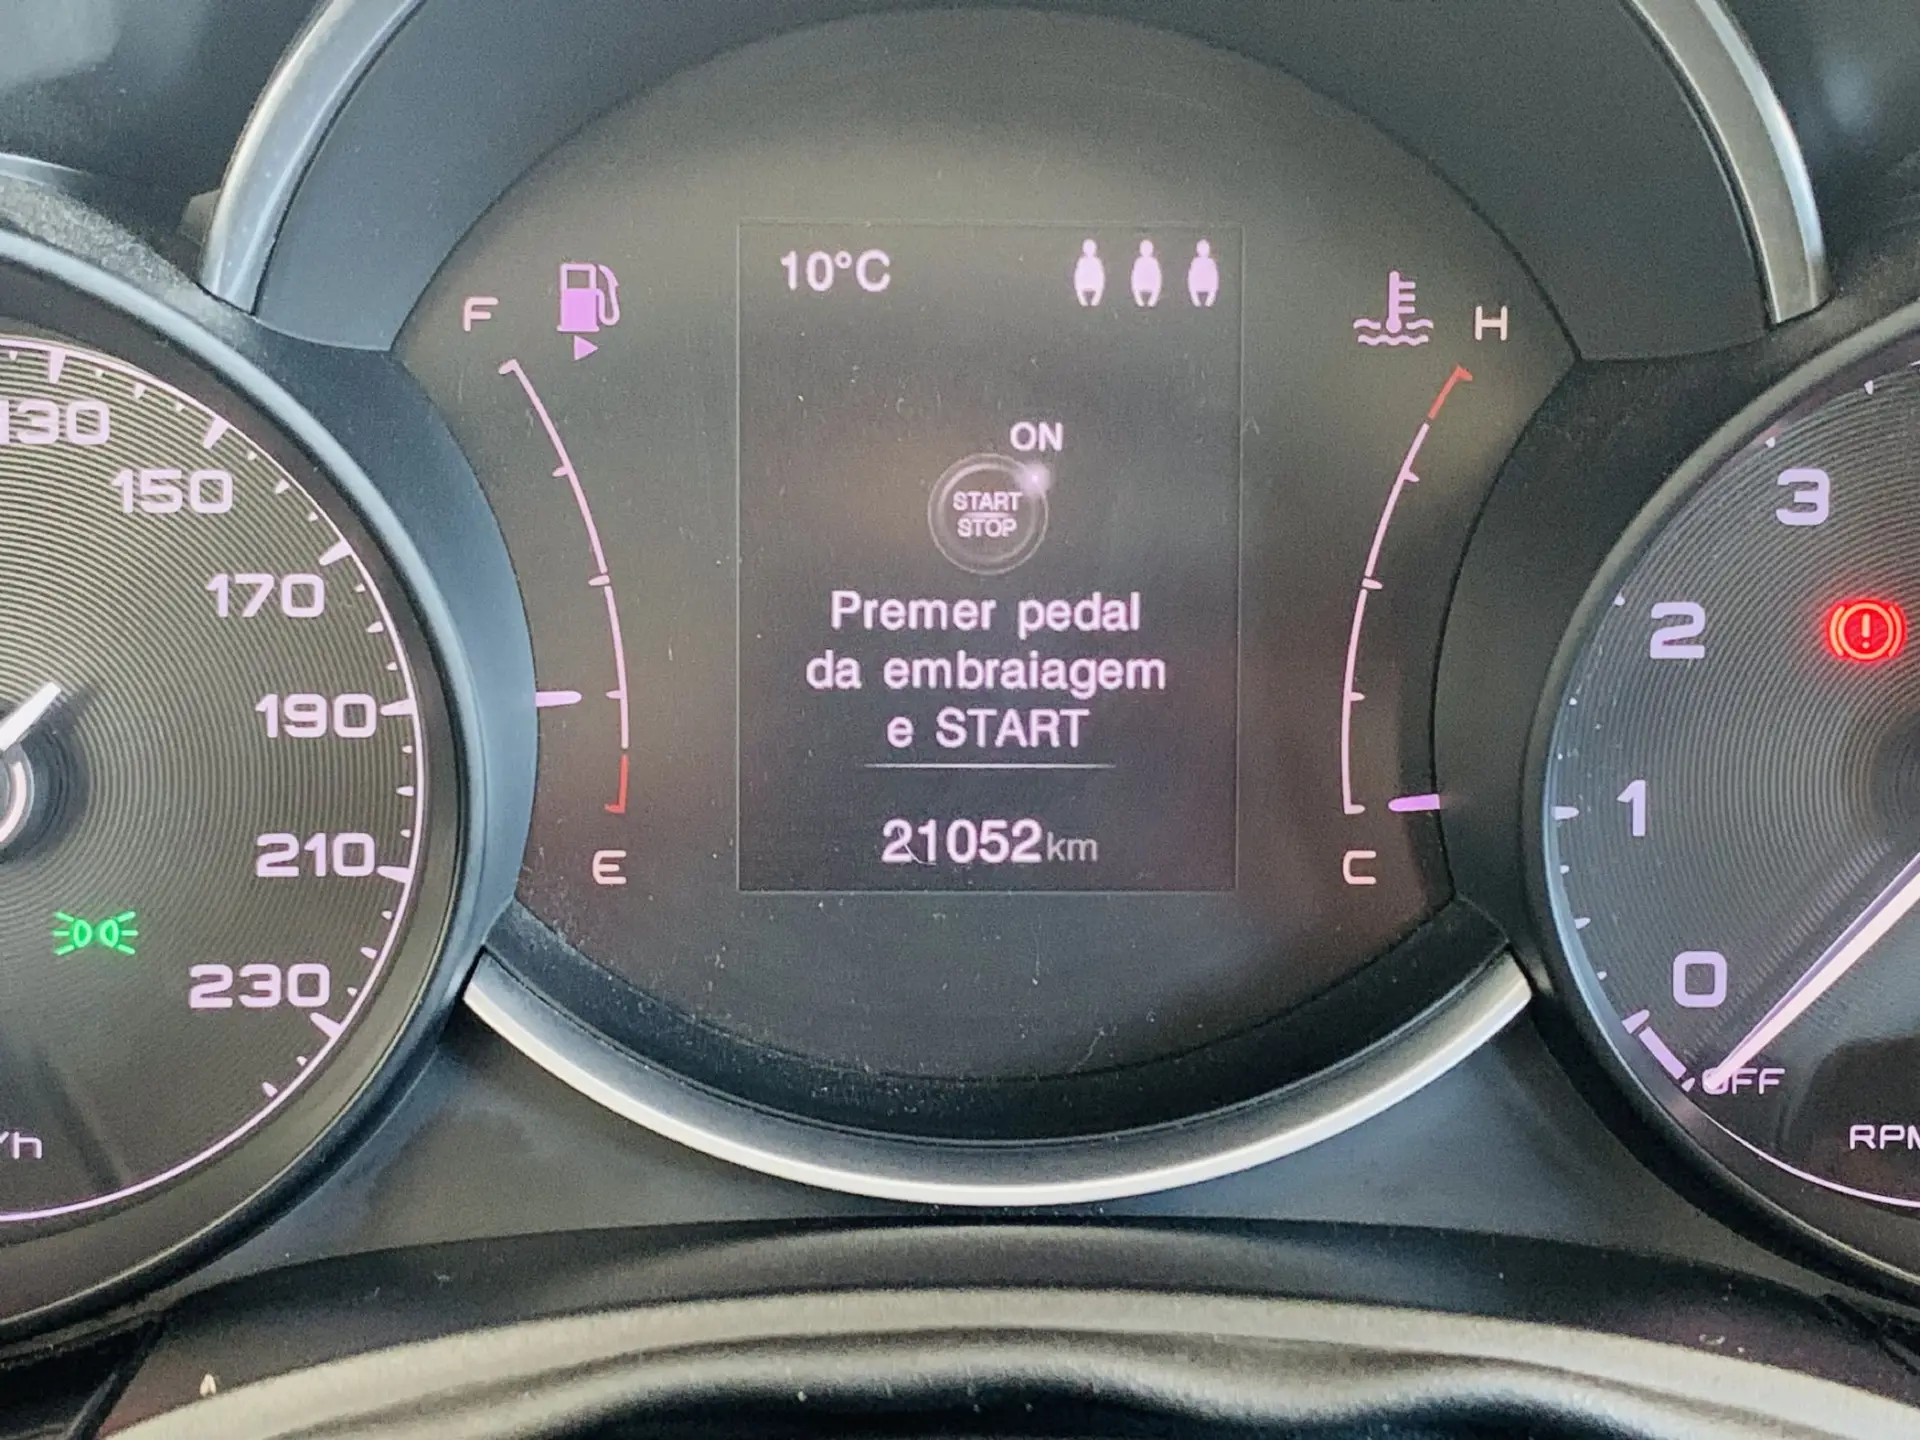 10°C
F
H
130
150
170
190
210
230
/h
ON
START
STOP
Premer pedal
da embraiagem
e START
21052km
E
C
3
2
1
0
OFF
RPM